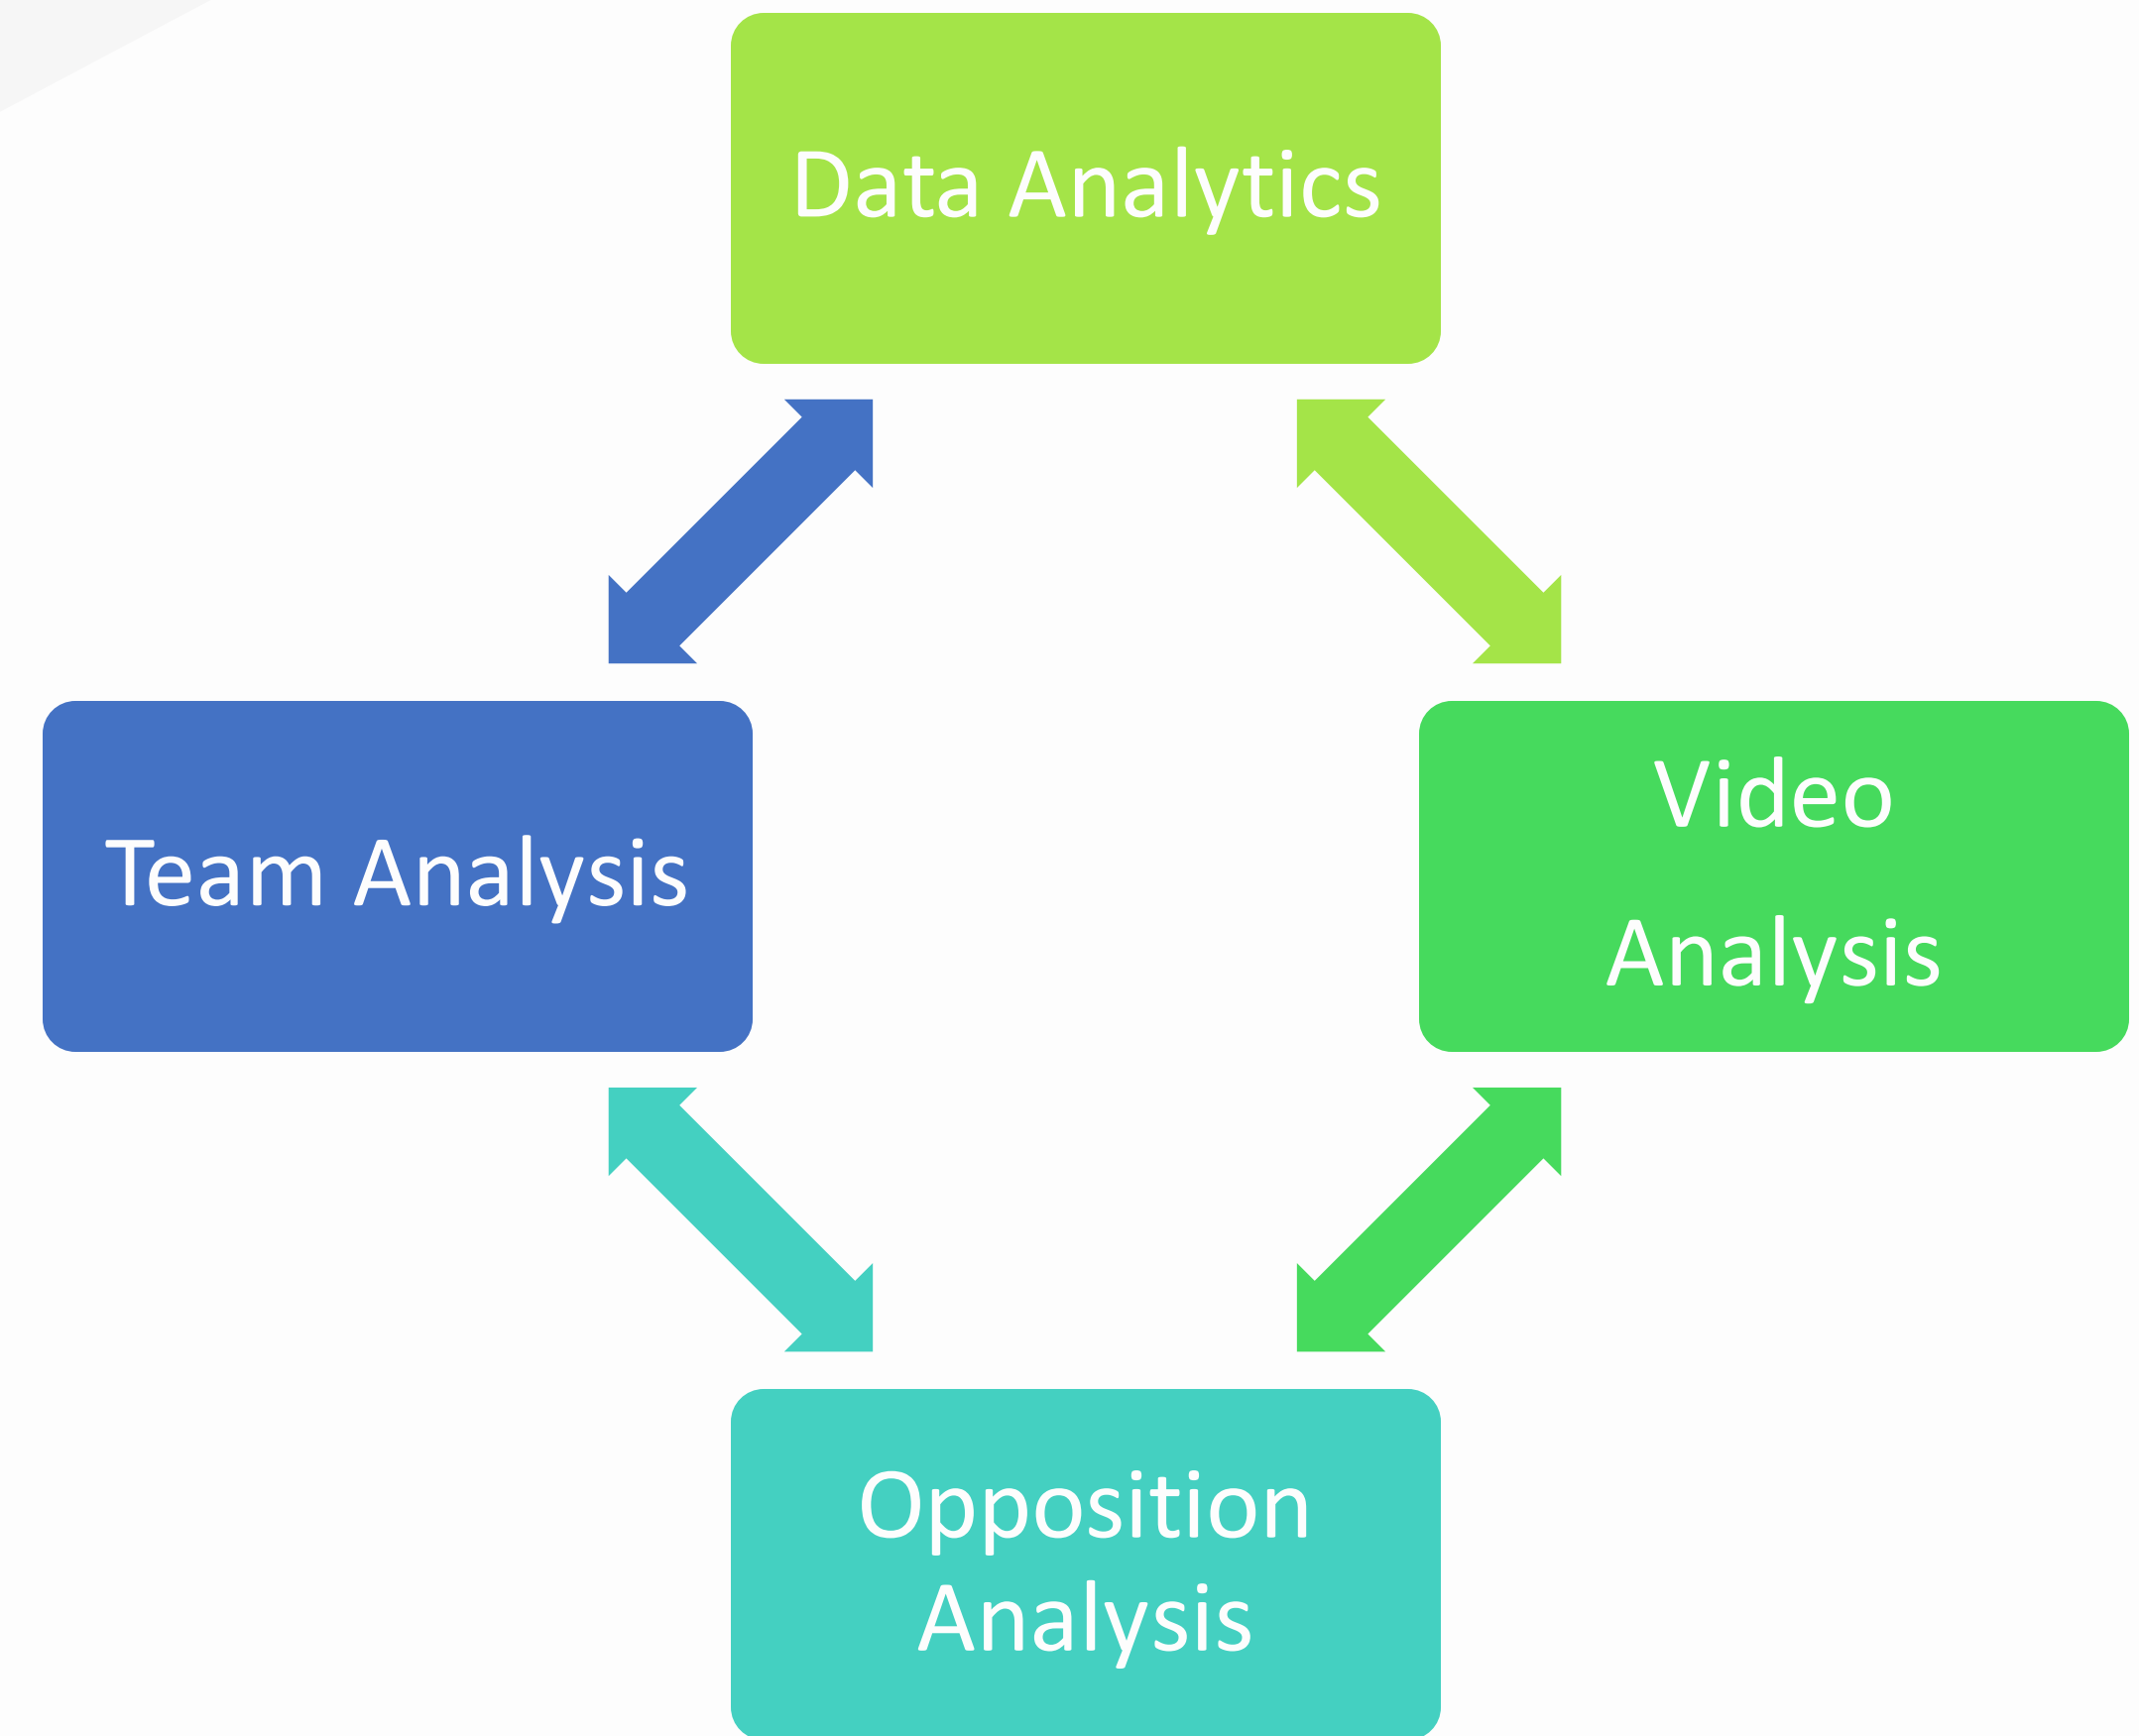 Data Analytics
Team Analysis
Video
Analysis
Opposition
Analysis